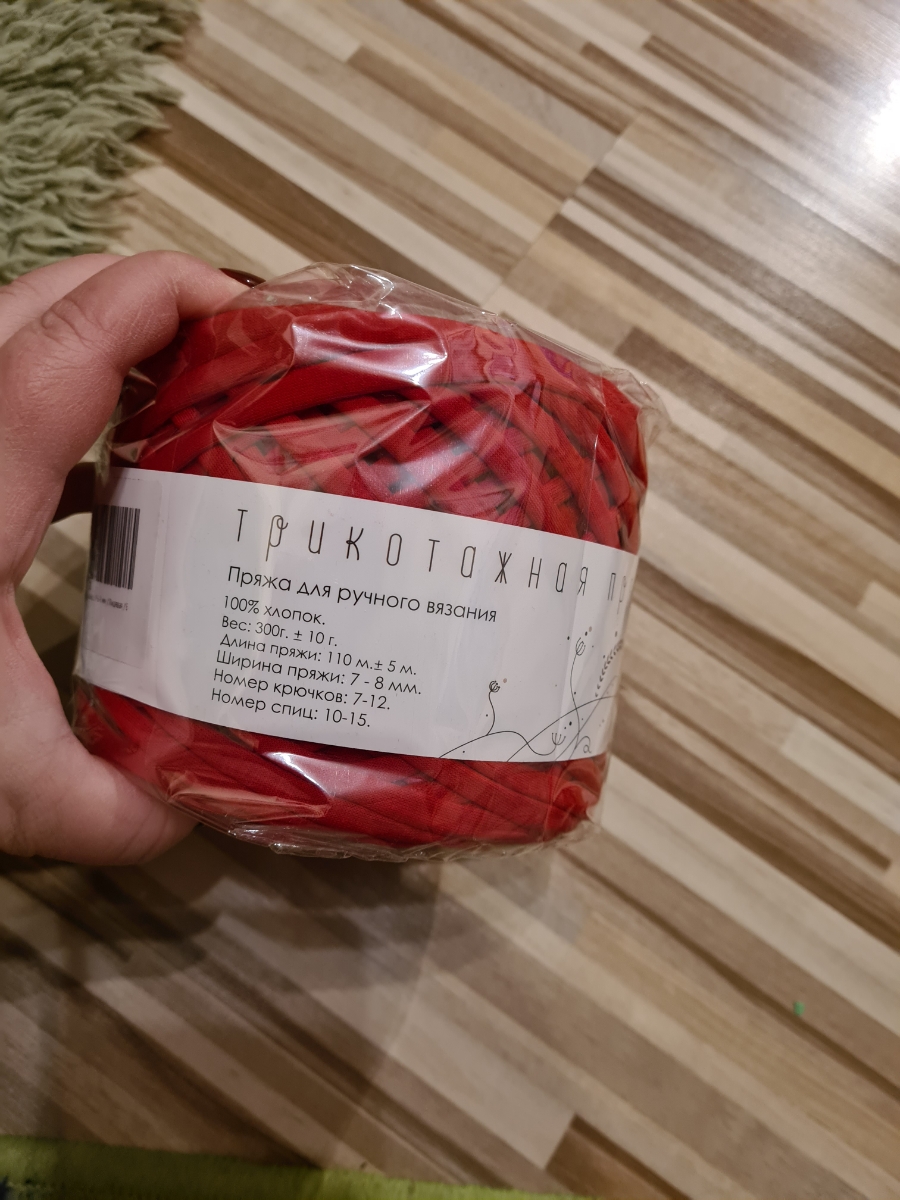 трикотажная пу
Пряжа для ручного вязания
100% хлопок.
Вес: 300г. ± 10 г.
Длина пряжи: 110 м.± 5 м.
Ширина пряжи: 7 - 8 мм.
Номер крючков: 7-12.
Номер спиц: 10-15.